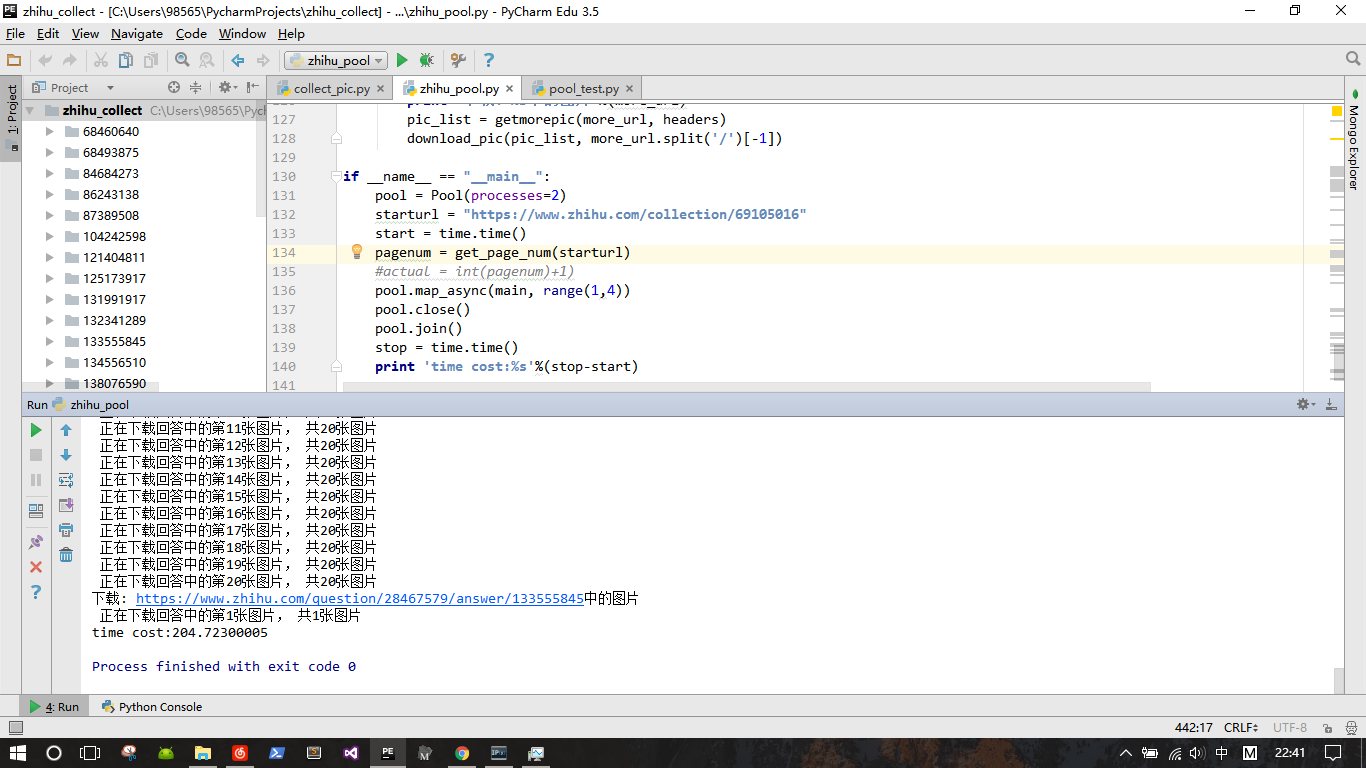 zhihu_collect - [C:\Users\98565\PycharmProjects\zhihu_collect] - ...\zhihu_pool.py - PyCharm Edu 3.5
File Edit View Navigate Code Window Help
zhihu_pool
1: Project
Project
collect_pic.py
zhihu_pool.py
pool_test.py
zhihu_collect C:\Users\98565\Pycl
68460640
68493875
84684273
86243138
87389508
104242598
121404811
125173917
131991917
132341289
133555845
134556510
138076590
127 pic_list = getmorepic(more_url, headers)
128 download_pic(pic_list, more_url.split('/')[-1])
129
130 if __name__ == "__main__":
131 pool = Pool(processes=2)
132 starturl = "https://www.zhihu.com/collection/69105016"
133 start = time.time()
134 pagenum = get_page_num(starturl)
135 #actual = int(pagenum)+1)
136 pool.map_async(main, range(1,4))
137 pool.close()
138 pool.join()
139 stop = time.time()
140 print 'time cost:%s'%(stop-start)
141
Mongo Explorer
Run zhihu_pool
正在下载回答中的第11张图片， 共20张图片
正在下载回答中的第12张图片， 共20张图片
正在下载回答中的第13张图片， 共20张图片
正在下载回答中的第14张图片， 共20张图片
正在下载回答中的第15张图片， 共20张图片
正在下载回答中的第16张图片， 共20张图片
正在下载回答中的第17张图片， 共20张图片
正在下载回答中的第18张图片， 共20张图片
正在下载回答中的第19张图片， 共20张图片
正在下载回答中的第20张图片， 共20张图片
下载: https://www.zhihu.com/question/28467579/answer/133555845中的图片
正在下载回答中的第1张图片， 共1张图片
time cost:204.72300005
Process finished with exit code 0
4: Run Python Console
442:17 CRLF UTF-8
中 M 22:41